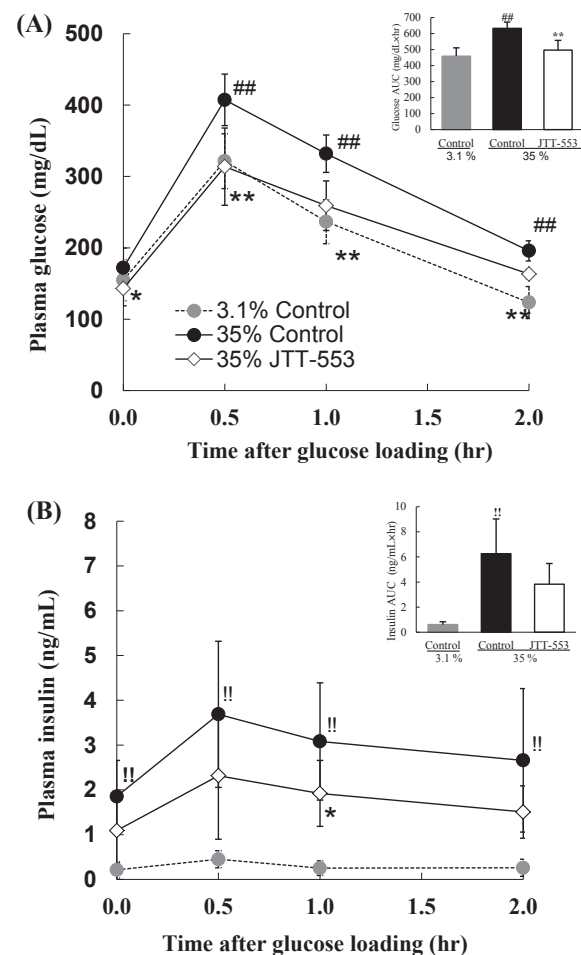 (A)
500
400
300
200
100
0
Plasma glucose (mg/dL)
##
##
##
**
**
**
*
3.1% Control
35% Control
35% JTT-553
0.0 0.5 1.0 1.5 2.0
Time after glucose loading (hr)
Glucose AUC (mg/dL×hr)
700
600
500
400
300
200
100
0
##
**
Control Control JTT-553
3.1 % 35 %
(B)
8
7
6
5
4
3
2
1
0
Plasma insulin (ng/mL)
!!
!!
!!
!!
*
0.0 0.5 1.0 1.5 2.0
Time after glucose loading (hr)
Insulin AUC (ng/mL×hr)
10
8
6
4
2
0
!!
Control Control JTT-553
3.1 % 35 %